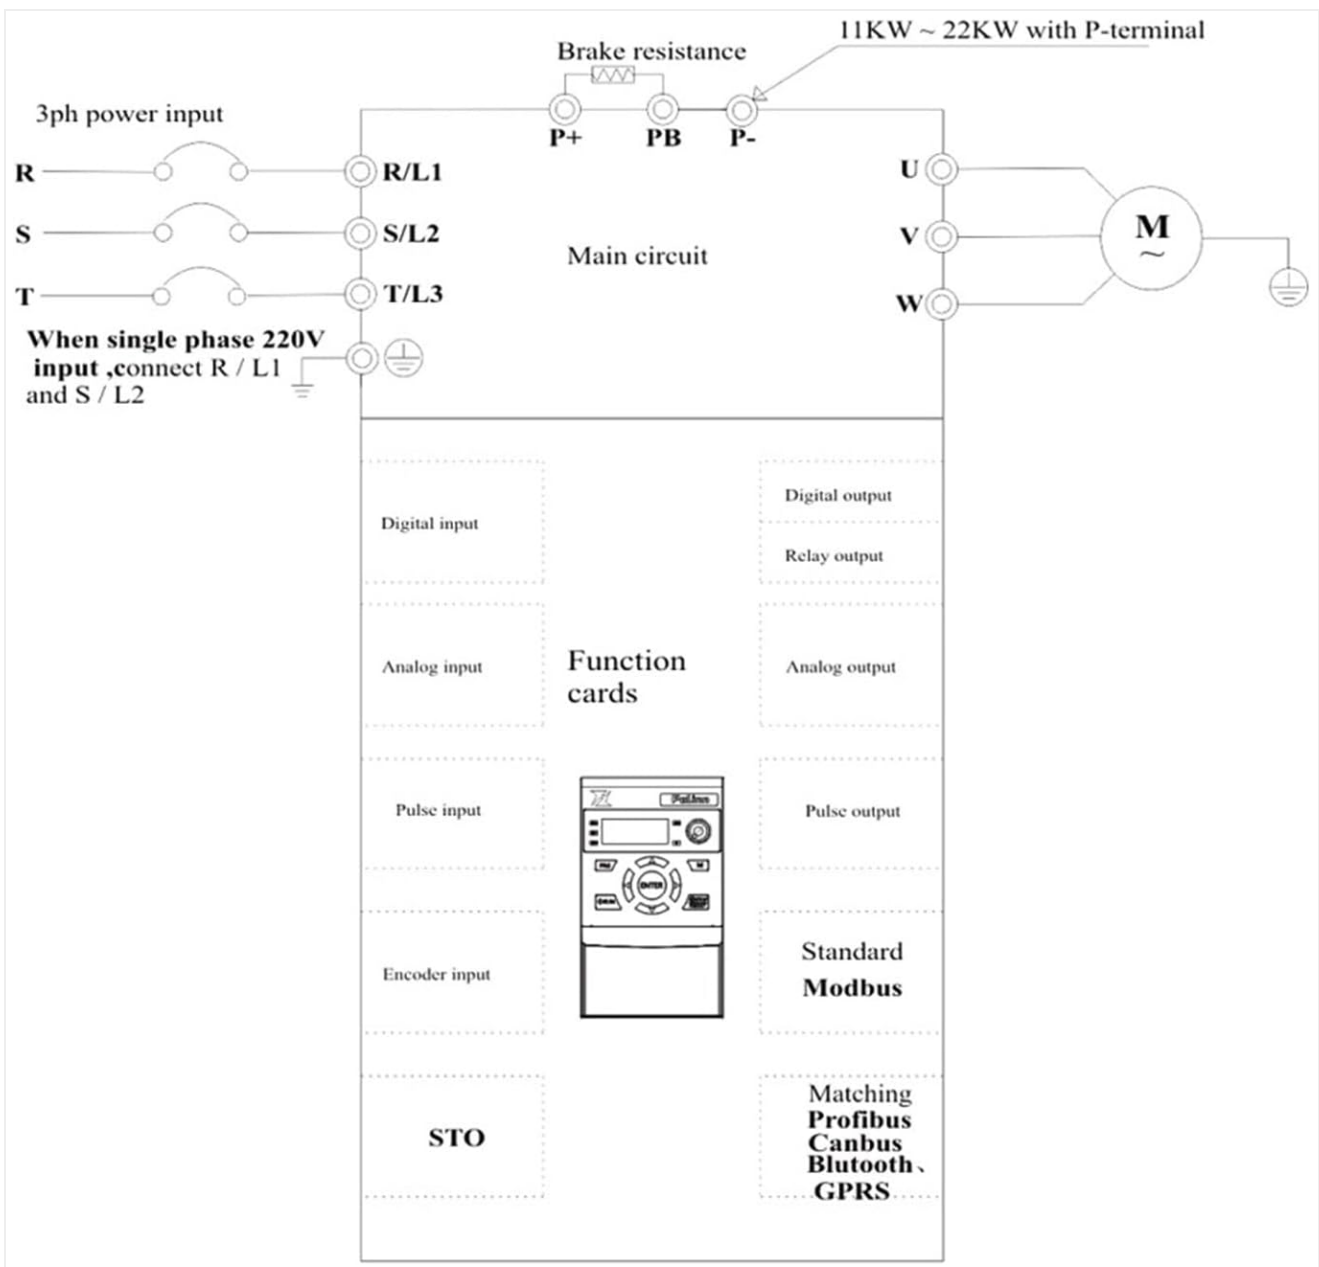 11KW ~ 22KW with P-terminal
Brake resistance
3ph power input
P+ PB P-
R R/L1 U
S S/L2 V M
~
Main circuit
T T/L3 W
When single phase 220V
input ,connect R / L1
and S / L2
Digital output
Digital input
Relay output
Function
cards
Analog input Analog output
Pulse input Pulse output
ENTER
Standard
Encoder input
Modbus
Matching
Profibus
STO
Canbus
Blutooth、
GPRS